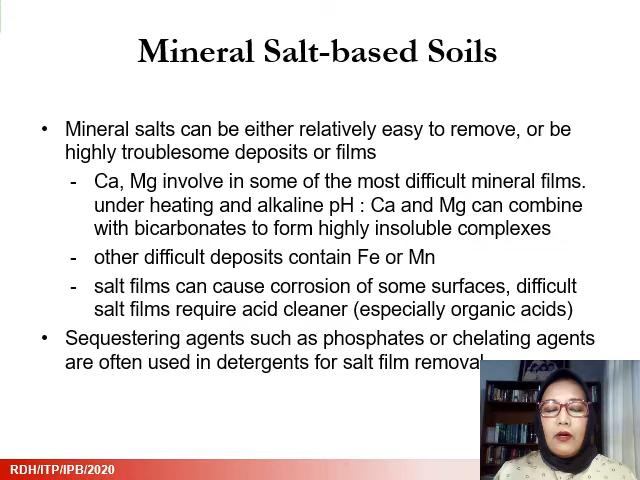 Mineral Salt-based Soils
• Mineral salts can be either relatively easy to remove, or be
highly troublesome deposits or films
- Ca, Mg involve in some of the most difficult mineral films.
under heating and alkaline pH : Ca and Mg can combine
with bicarbonates to form highly insoluble complexes
- other difficult deposits contain Fe or Mn
- salt films can cause corrosion of some surfaces, difficult
salt films require acid cleaner (especially organic acids)
• Sequestering agents such as phosphates or chelating agents
are often used in detergents for salt film removal
RDH/ITP/IPB/2020